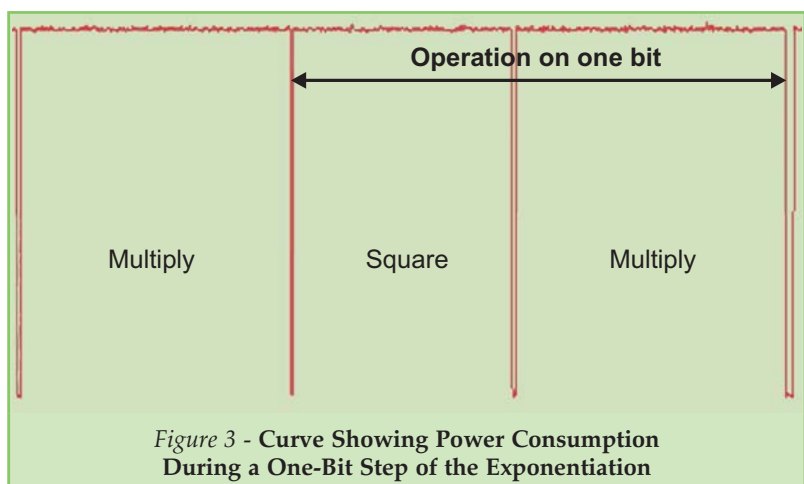 Operation on one bit
Multiply Square Multiply
Figure 3 - Curve Showing Power Consumption
During a One-Bit Step of the Exponentiation